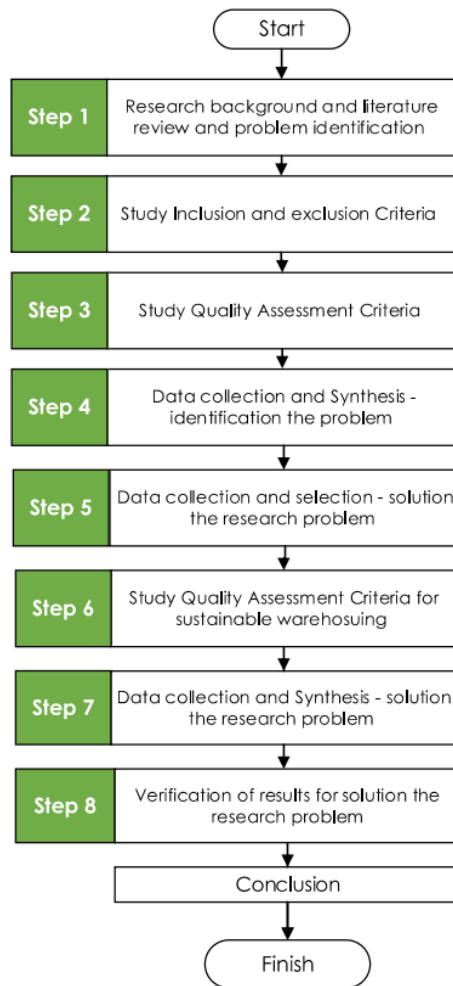 Start
Step 1
Research background and literature
review and problem identification
Step 2
Study Inclusion and exclusion Criteria
Step 3
Study Quality Assessment Criteria
Step 4
Data collection and Synthesis -
identification the problem
Step 5
Data collection and selection - solution
the research problem
Step 6
Study Quality Assessment Criteria for
sustainable warehosuing
Step 7
Data collection and Synthesis - solution
the research problem
Step 8
Verification of results for solution the
research problem
Conclusion
Finish